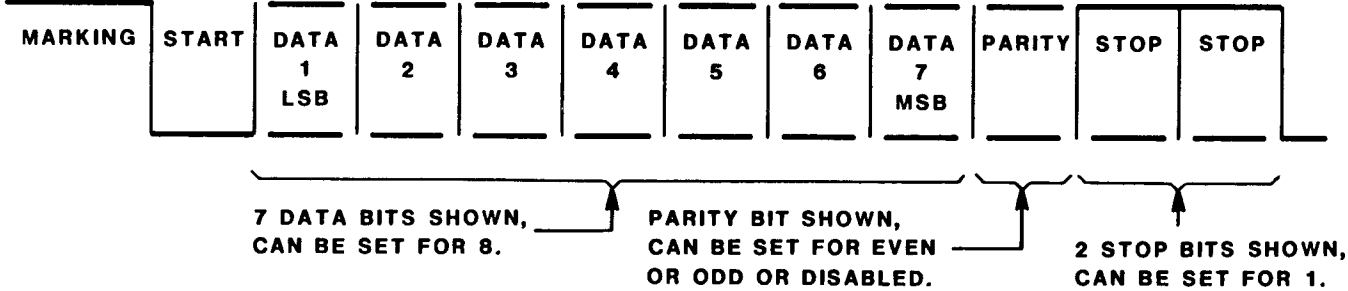 MARKING START DATA DATA DATA DATA DATA DATA DATA PARITY STOP STOP
1 2 3 4 5 6 7
LSB MSB
7 DATA BITS SHOWN,
CAN BE SET FOR 8.
PARITY BIT SHOWN,
CAN BE SET FOR EVEN
OR ODD OR DISABLED.
2 STOP BITS SHOWN,
CAN BE SET FOR 1.